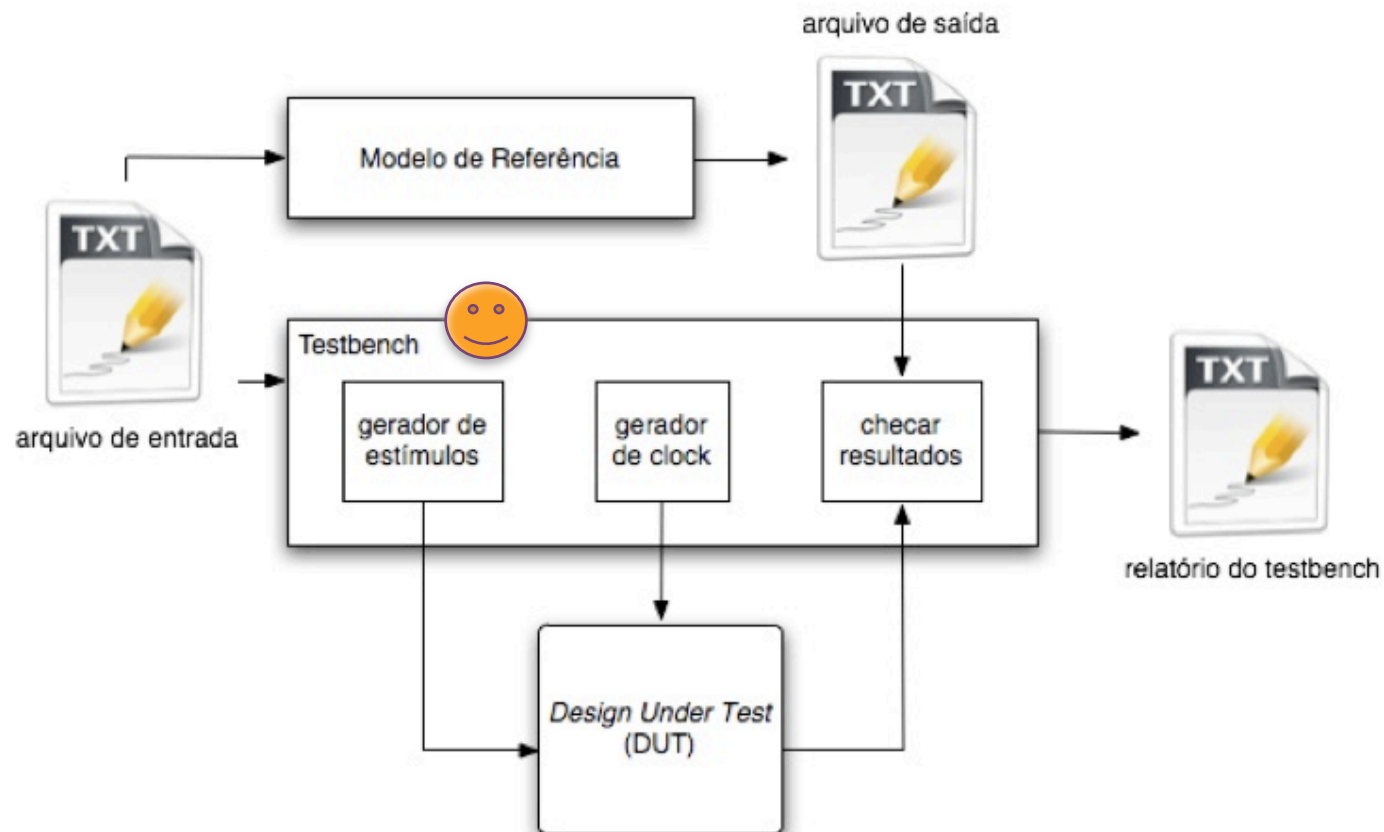 arquivo de saída
TXT
Modelo de Referência
TXT
arquivo de entrada
Testbench
gerador de
estímulos
gerador
de clock
checar
resultados
TXT
relatório do testbench
Design Under Test
(DUT)